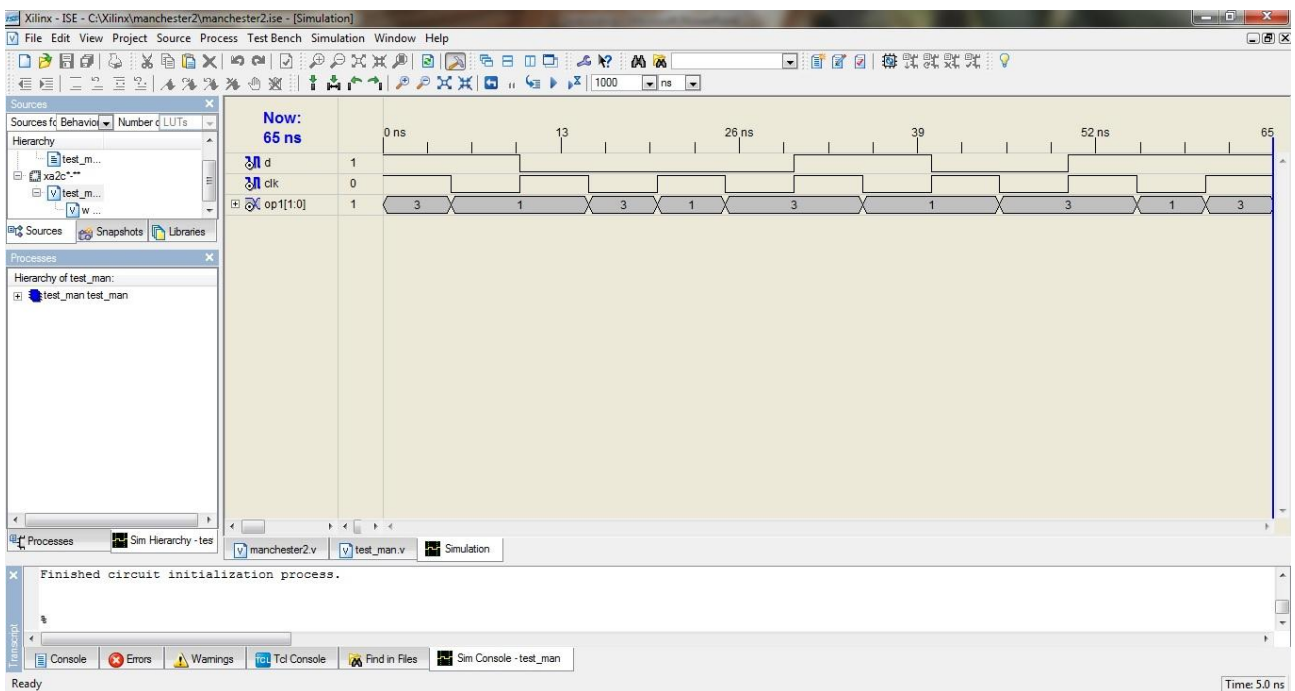 Xilinx - ISE - C:\Xilinx\manchester2\manchester2.ise - [Simulation]
File Edit View Project Source Process Test Bench Simulation Window Help
1000 ns
Sources
Sources fc Behavior Number c LUTs
Hierarchy
test_m...
xa2c*-**
test_m...
w ...
Sources Snapshots Libraries
Processes
Hierarchy of test_man:
test_man test_man
Processes Sim Hierarchy - tes
Now:
65 ns
0 ns 13 26 ns 39 52 ns 65
d 1
clk 0
op1[1:0] 1 3 1 3 1 3 1 3 1 3
manchester2.v test_man.v Simulation
Finished circuit initialization process.
%
Transcript
Console Errors Warnings Tcl Console Find in Files Sim Console - test_man
Ready Time: 5.0 ns